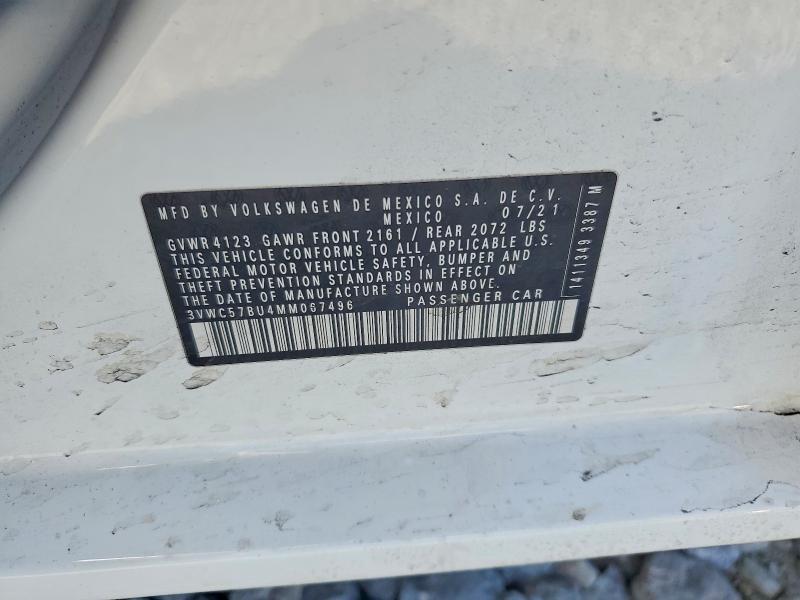 MFD BY VOLKSWAGEN DE MEXICO S.A. DE C.V.
MEXICO 07/21
GVWR 4123 GAWR FRONT 2161 / REAR 2072 LBS
THIS VEHICLE CONFORMS TO ALL APPLICABLE U.S.
FEDERAL MOTOR VEHICLE SAFETY, BUMPER AND
THEFT PREVENTION STANDARDS IN EFFECT ON
THE DATE OF MANUFACTURE SHOWN ABOVE.
3VWC57BU4MM067496 PASSENGER CAR
1411349 3387 M